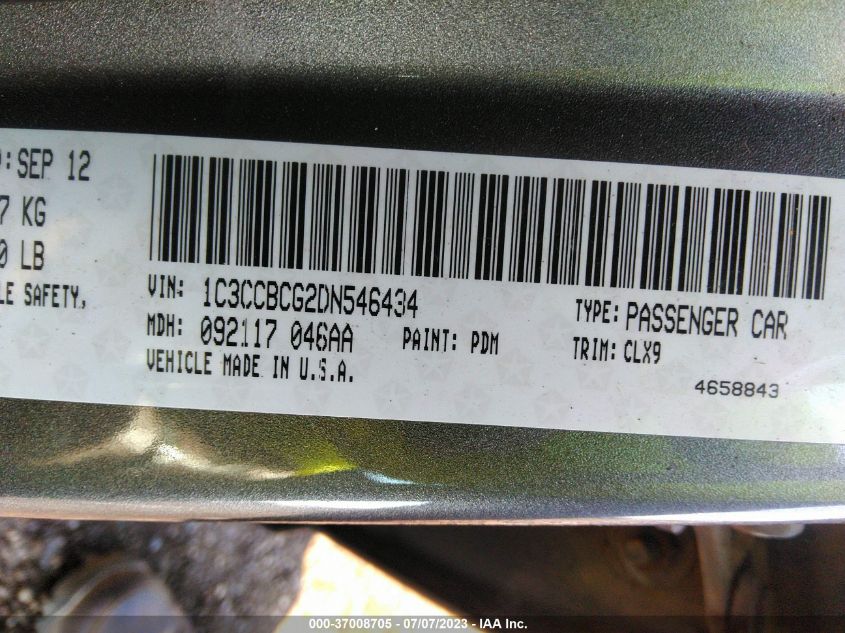 D: SEP 12
7 KG
0 LB
LE SAFETY,
VIN: 1C3CCBCG2DN546434
TYPE: PASSENGER CAR
MDH: 092117 046AA PAINT: PDM
TRIM: CLX9
VEHICLE MADE IN U.S.A.
4658843
000-37008705 - 07/07/2023 - IAA Inc.